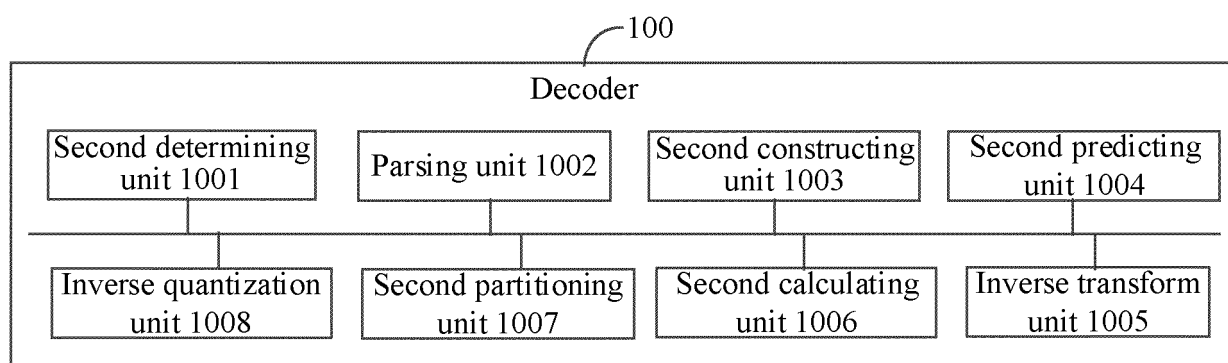 100
Decoder
Second determining
unit 1001
Parsing unit 1002
Second constructing
unit 1003
Second predicting
unit 1004
Inverse quantization
unit 1008
Second partitioning
unit 1007
Second calculating
unit 1006
Inverse transform
unit 1005